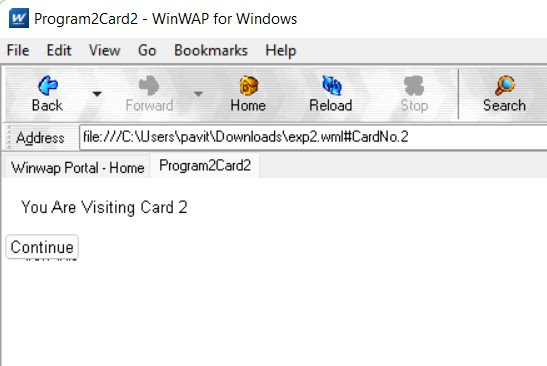 Program2Card2 - WinWAP for Windows
File Edit View Go Bookmarks Help
Back Forward Home Reload Stop Search
Address file:///C:\Users\pavit\Downloads\exp2.wml#CardNo.2
Winwap Portal - Home Program2Card2
You Are Visiting Card 2
Continue